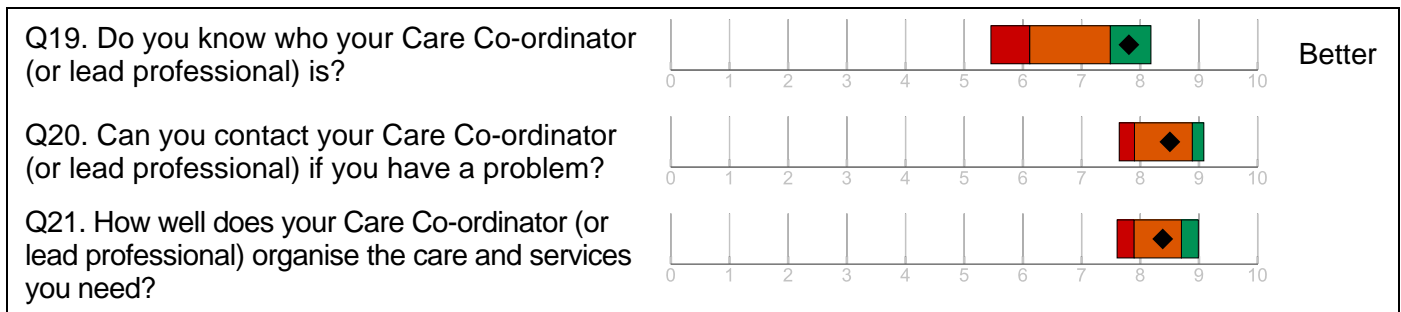 Q19. Do you know who your Care Co-ordinator
(or lead professional) is?
0 1 2 3 4 5 6 7 8 9 10
Better
Q20. Can you contact your Care Co-ordinator
(or lead professional) if you have a problem?
0 1 2 3 4 5 6 7 8 9 10
Q21. How well does your Care Co-ordinator (or
lead professional) organise the care and services
you need?
0 1 2 3 4 5 6 7 8 9 10